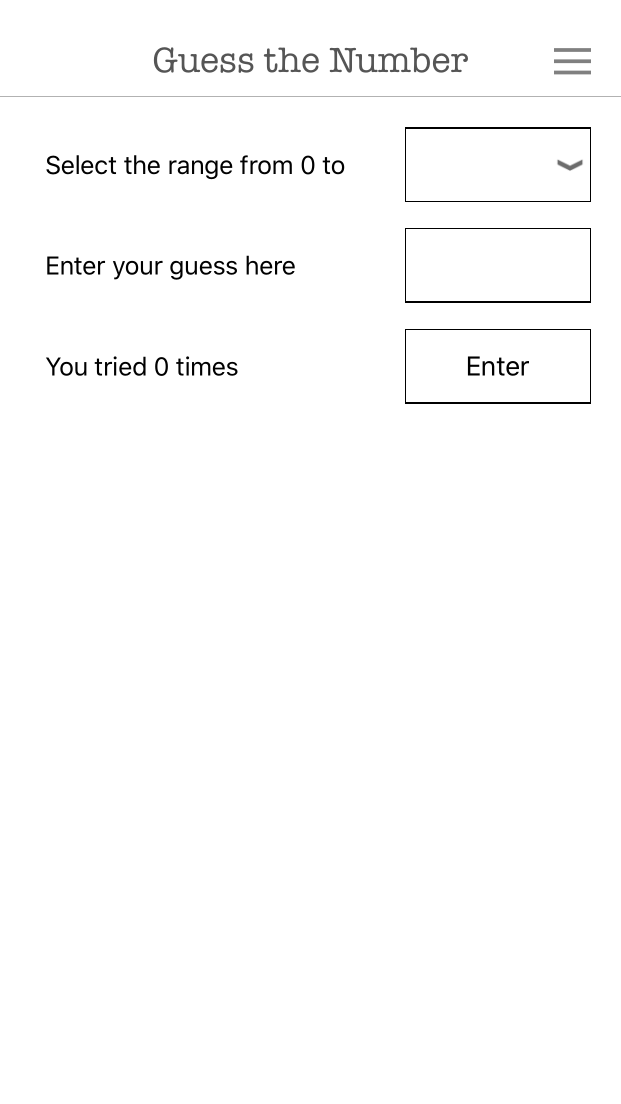 Guess the Number
Select the range from 0 to
Enter your guess here
You tried 0 times
Enter